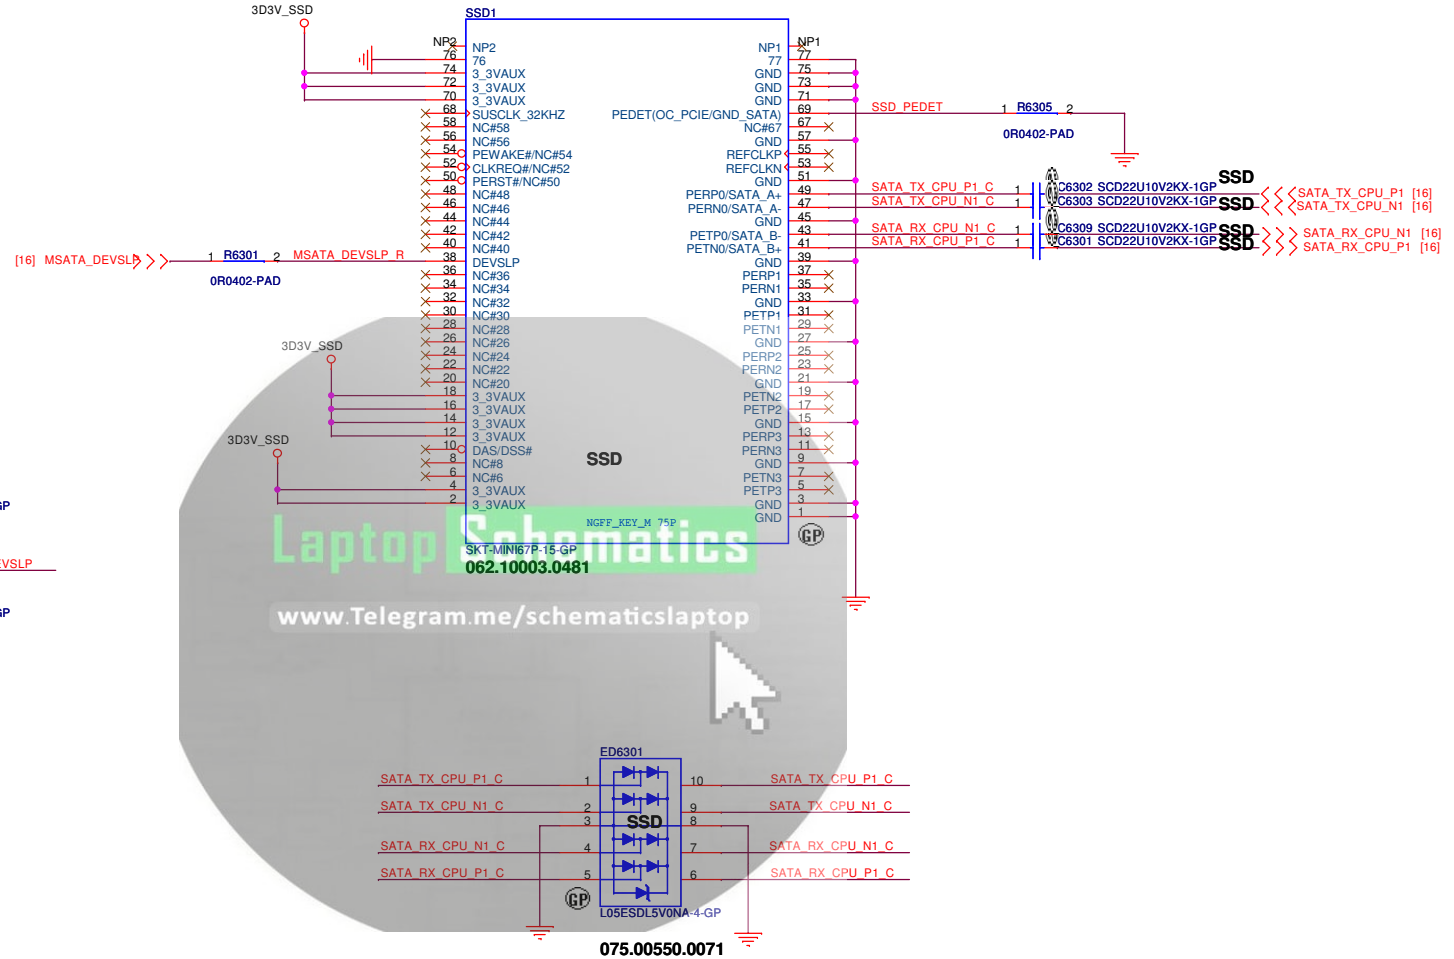 3D3V_SSD
SSD1
NP2 NP2 NP1 NP1
76 76 77 77
74 3_3VAUX GND 75
72 3_3VAUX GND 73
70 3_3VAUX GND 71
68 SUSCLK_32KHZ PEDET(OC_PCIE/GND_SATA) 69 SSD_PEDET 1 R6305 2
58 NC#58 NC#67 67
0R0402-PAD
56 NC#56 GND 57
54 PEWAKE#/NC#54 REFCLKP 55
52 CLKREQ#/NC#52 REFCLKN 53
50 PERST#/NC#50 GND 51
SSD
48 NC#48 PERP0/SATA_A+ 49 SATA_TX_CPU_P1_C 1 C6302 SCD22U10V2KX-1GP SATA_TX_CPU_P1 [16]
46 NC#46 PERN0/SATA_A- 47 SATA_TX_CPU_N1_C 1 C6303 SCD22U10V2KX-1GP SSD SATA_TX_CPU_N1 [16]
44 NC#44 GND 45
42 NC#42 PETP0/SATA_B- 43 SATA_RX_CPU_N1_C 1 C6309 SCD22U10V2KX-1GP SSD SATA_RX_CPU_N1 [16]
40 NC#40 PETN0/SATA_B+ 41 SATA_RX_CPU_P1_C 1 C6301 SCD22U10V2KX-1GP SSD SATA_RX_CPU_P1 [16]
[16] MSATA_DEVSLP 1 R6301 2 MSATA_DEVSLP_R 38 DEVSLP GND 39
0R0402-PAD
36 NC#36 PERP1 37
34 NC#34 PERN1 35
32 NC#32 GND 33
30 NC#30 PETP1 31
28 NC#28 PETN1 29
26 NC#26 GND 27
3D3V_SSD
24 NC#24 PERP2 25
22 NC#22 PERN2 23
20 NC#20 GND 21
18 3_3VAUX PETN2 19
16 3_3VAUX PETP2 17
14 3_3VAUX GND 15
12 3_3VAUX PERP3 13
3D3V_SSD
10 DAS/DSS# PERN3 11
SSD
8 NC#8 GND 9
6 NC#6 PETN3 7
4 3_3VAUX PETP3 5
2 3_3VAUX GND 3
GND 1
NGFF_KEY_M 75P
GP
GP
SKT-MINI67P-15-GP
062.10003.0481
Laptop Schematics
EVSLP
GP
www.Telegram.me/schematicslaptop
ED6301
SATA_TX_CPU_P1_C 1 10 SATA_TX_CPU_P1_C
SATA_TX_CPU_N1_C 2 9 SATA_TX_CPU_N1_C
3 SSD 8
SATA_RX_CPU_N1_C 4 7 SATA_RX_CPU_N1_C
SATA_RX_CPU_P1_C 5 6 SATA_RX_CPU_P1_C
GP
L05ESDL5V0NA-4-GP
075.00550.0071